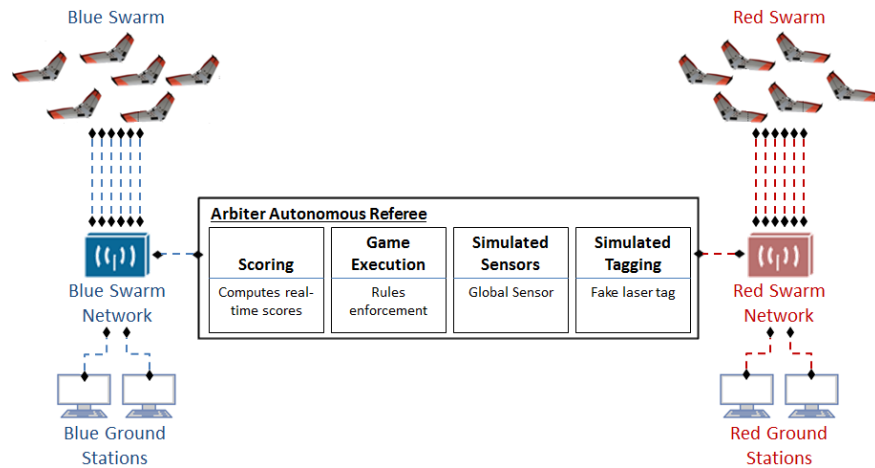 Blue Swarm
Red Swarm
Arbiter Autonomous Referee
Scoring
Computes real-
time scores
Game
Execution
Rules
enforcement
Simulated
Sensors
Global Sensor
Simulated
Tagging
Fake laser tag
Blue Swarm
Network
Red Swarm
Network
Blue Ground
Stations
Red Ground
Stations